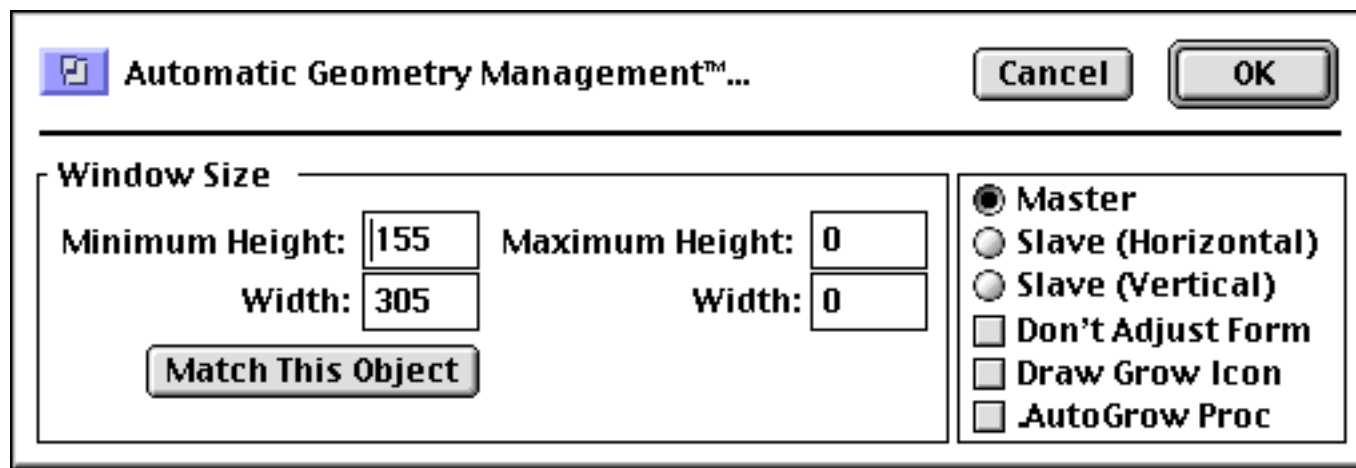 Automatic Geometry Management™...
Cancel
OK
Window Size
Minimum Height: 155
Maximum Height: 0
Width: 305
Width: 0
Match This Object
Master
Slave (Horizontal)
Slave (Vertical)
Don't Adjust Form
Draw Grow Icon
.AutoGrow Proc